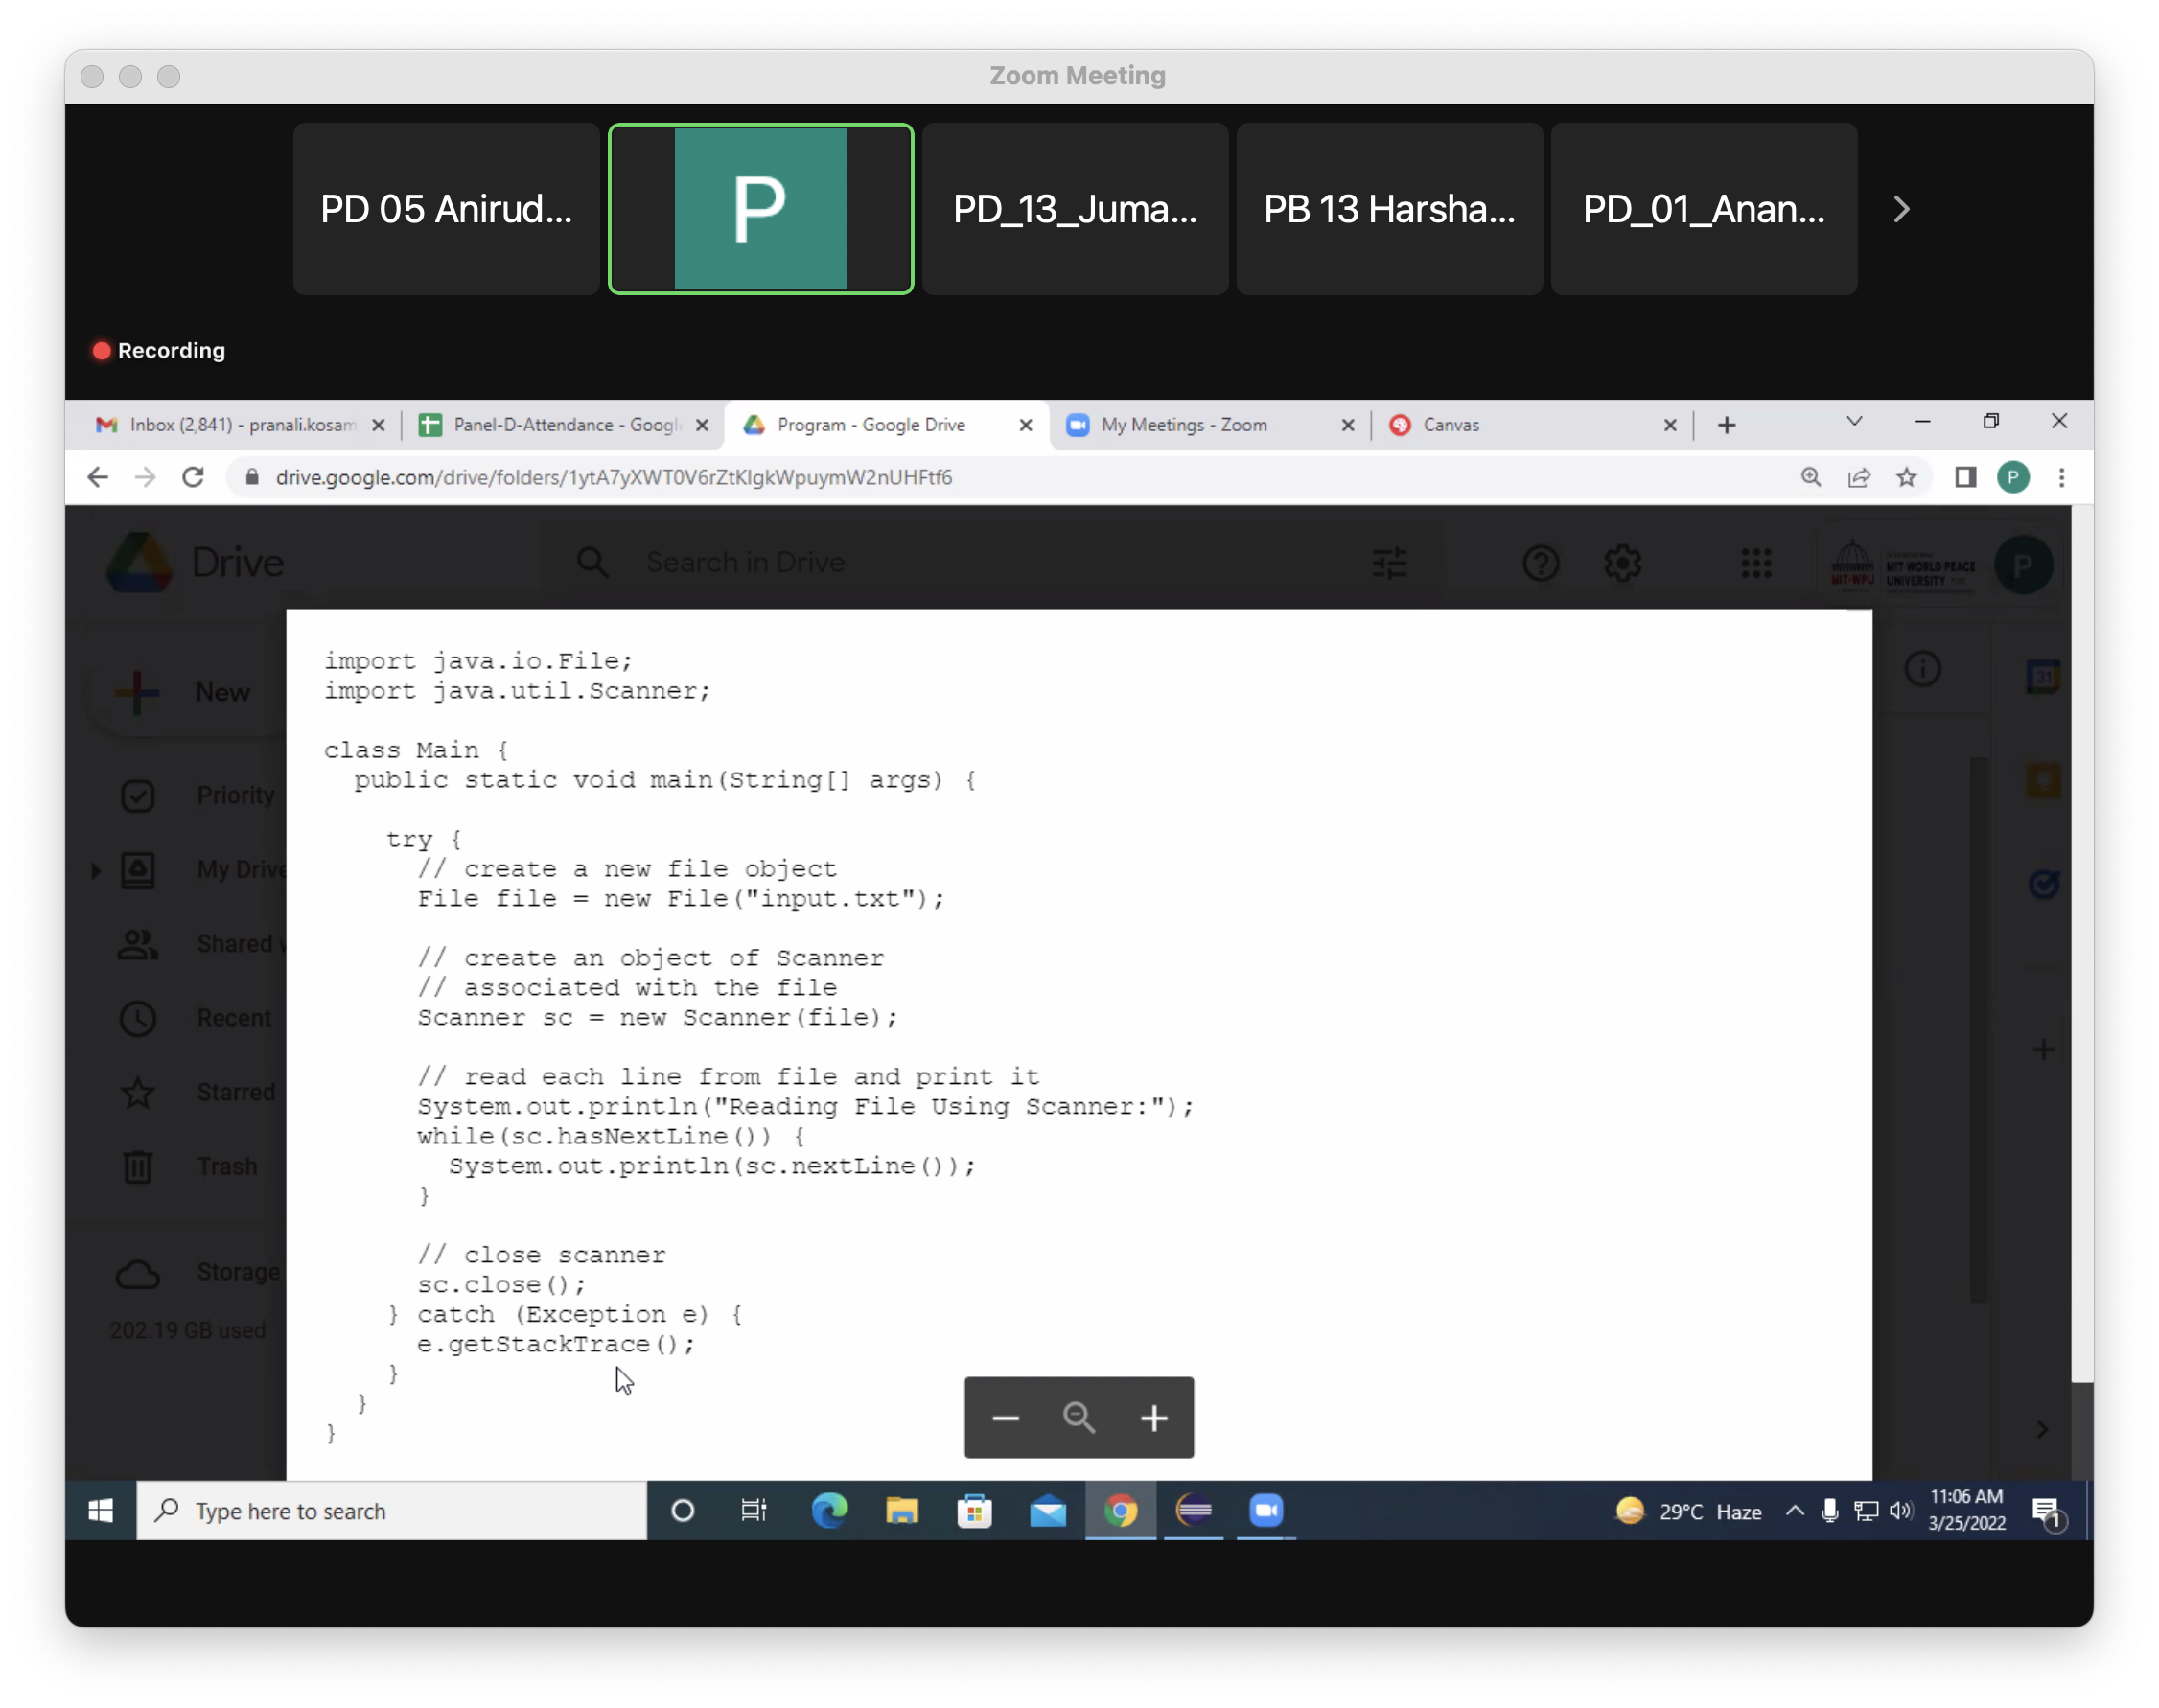 Zoom Meeting
PD 05 Anirud...
P
PD_13_Juma...
PB 13 Harsha...
PD_01_Anan...
Recording
Inbox (2,841) - pranali.kosam
Panel-D-Attendance - Googl
Program - Google Drive
My Meetings - Zoom
Canvas
drive.google.com/drive/folders/1ytA7yXWT0V6rZtKIgkWpuymW2nUHFtf6
P
Drive
Search in Drive
MIT-WPU
MIT WORLD PEACE
UNIVERSITY
P
31
New
Priority
My Drive
Shared
Recent
Starred
Trash
Storage
202.19 GB used
import java.io.File;
import java.util.Scanner;
class Main {
public static void main(String[] args) {
try {
// create a new file object
File file = new File("input.txt");
// create an object of Scanner
// associated with the file
Scanner sc = new Scanner(file);
// read each line from file and print it
System.out.println("Reading File Using Scanner:");
while(sc.hasNextLine()) {
System.out.println(sc.nextLine());
}
// close scanner
sc.close();
} catch (Exception e) {
e.getStackTrace();
}
}
}
Type here to search
29°C Haze
11:06 AM
3/25/2022
1